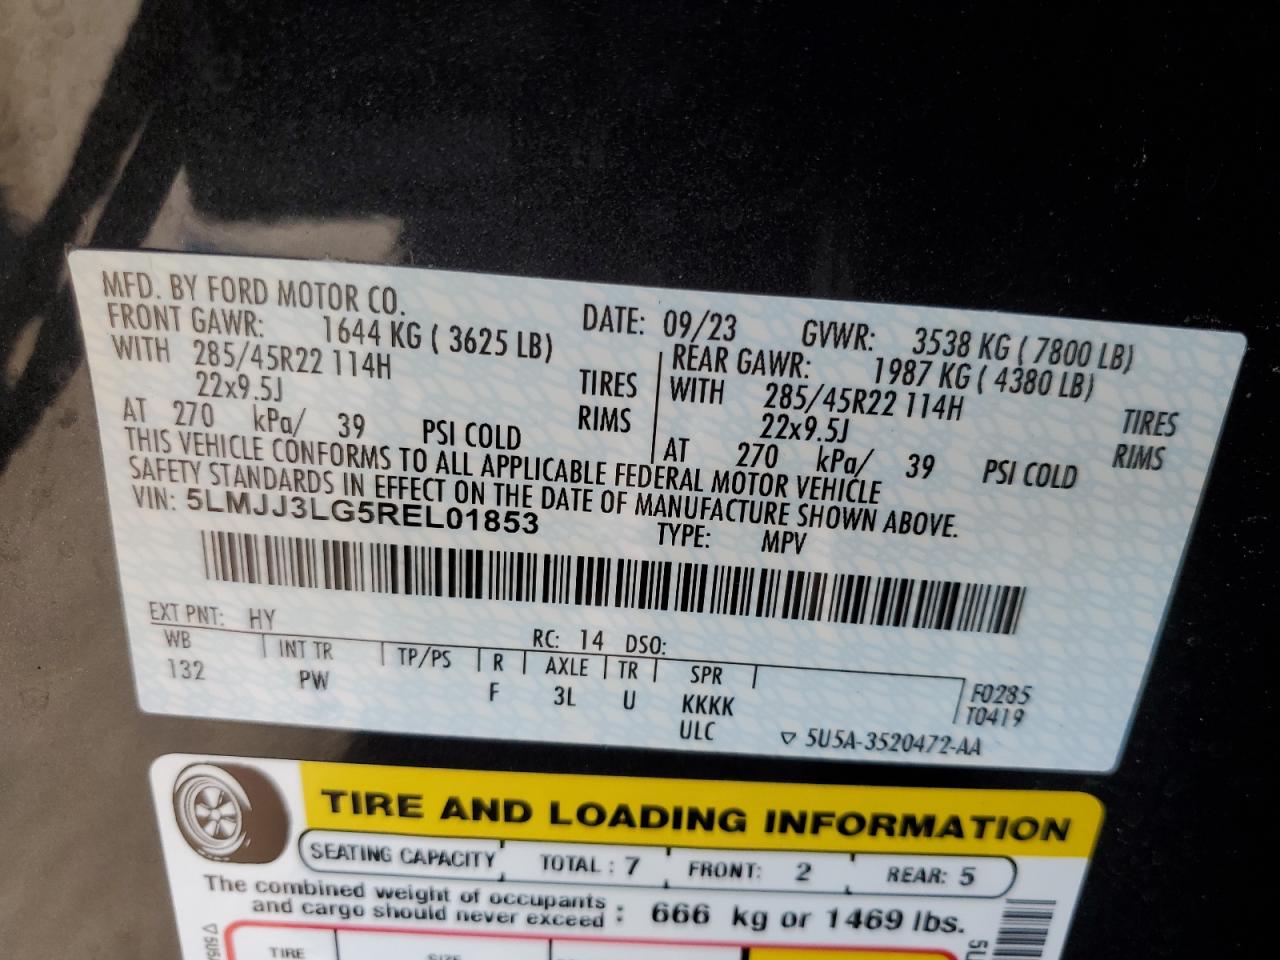 MFD. BY FORD MOTOR CO.
DATE: 09/23 GVWR: 3538 KG ( 7800 LB)
FRONT GAWR: 1644 KG ( 3625 LB)
WITH 285/45R22 114H TIRES
22x9.5J RIMS
AT 270 kPa/ 39 PSI COLD
REAR GAWR: 1987 KG ( 4380 LB)
WITH 285/45R22 114H TIRES
22x9.5J RIMS
AT 270 kPa/ 39 PSI COLD
THIS VEHICLE CONFORMS TO ALL APPLICABLE FEDERAL MOTOR VEHICLE
SAFETY STANDARDS IN EFFECT ON THE DATE OF MANUFACTURE SHOWN ABOVE.
VIN: 5LMJJ3LG5REL01853
TYPE: MPV
EXT PNT: HY RC: 14 DSO:
WB INT TR TP/PS R AXLE TR SPR
132 PW F 3L U KKKK
ULC
F0285
T0419
▽ 5U5A-3520472-AA
TIRE AND LOADING INFORMATION
SEATING CAPACITY TOTAL : 7 FRONT: 2 REAR: 5
The combined weight of occupants
and cargo should never exceed : 666 kg or 1469 lbs.
TIRE